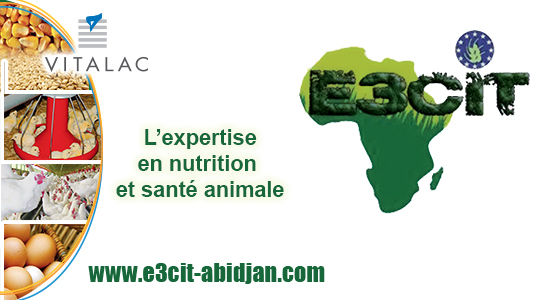 VITALAC
E3CiT
L'expertise
en nutrition
et santé animale
www.e3cit-abidjan.com